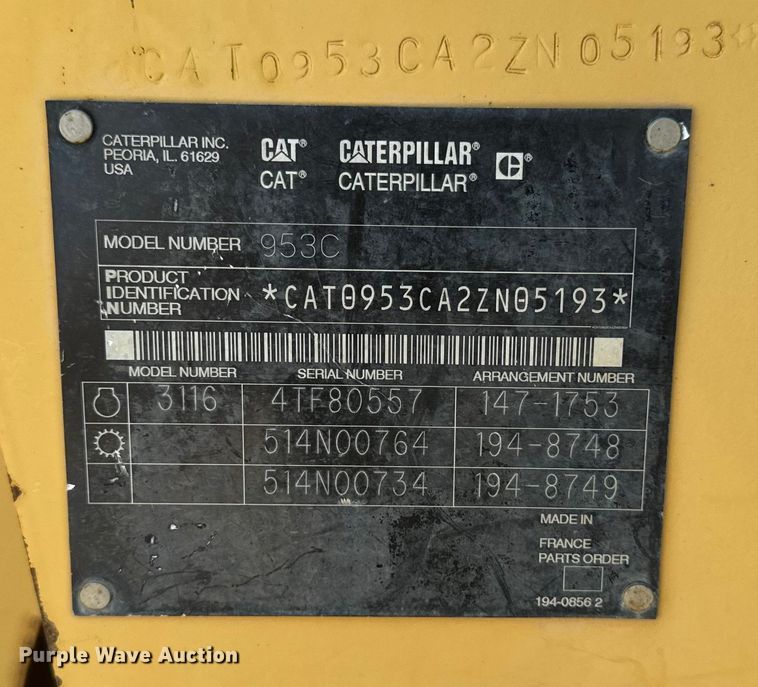 CAT0953CA2ZN05193
CATERPILLAR INC.
PEORIA, IL. 61629
USA
CAT® CATERPILLAR® ®
CAT® CATERPILLAR®
MODEL NUMBER 953C
PRODUCT
IDENTIFICATION
NUMBER
*CAT0953CA2ZN05193*
MODEL NUMBER SERIAL NUMBER ARRANGEMENT NUMBER
3116 4TF80557 147-1753
514N00764 194-8748
514N00734 194-8749
MADE IN
FRANCE
PARTS ORDER
194-0856 2
Purple Wave Auction